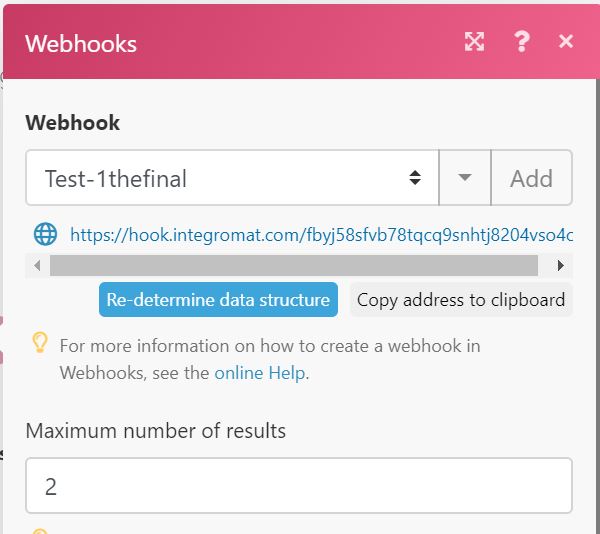 Webhooks
Webhook
Test-1thefinal
Add
https://hook.integromat.com/fbyj58sfvb78tqcq9snhtj8204vso4c
Re-determine data structure
Copy address to clipboard
For more information on how to create a webhook in
Webhooks, see the online Help.
Maximum number of results
2